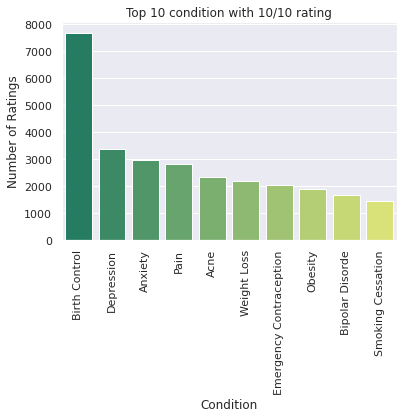 Top 10 condition with 10/10 rating
Number of Ratings
8000
7000
6000
5000
4000
3000
2000
1000
0
Birth Control
Depression
Anxiety
Pain
Acne
Weight Loss
Emergency Contraception
Obesity
Bipolar Disorde
Smoking Cessation
Condition